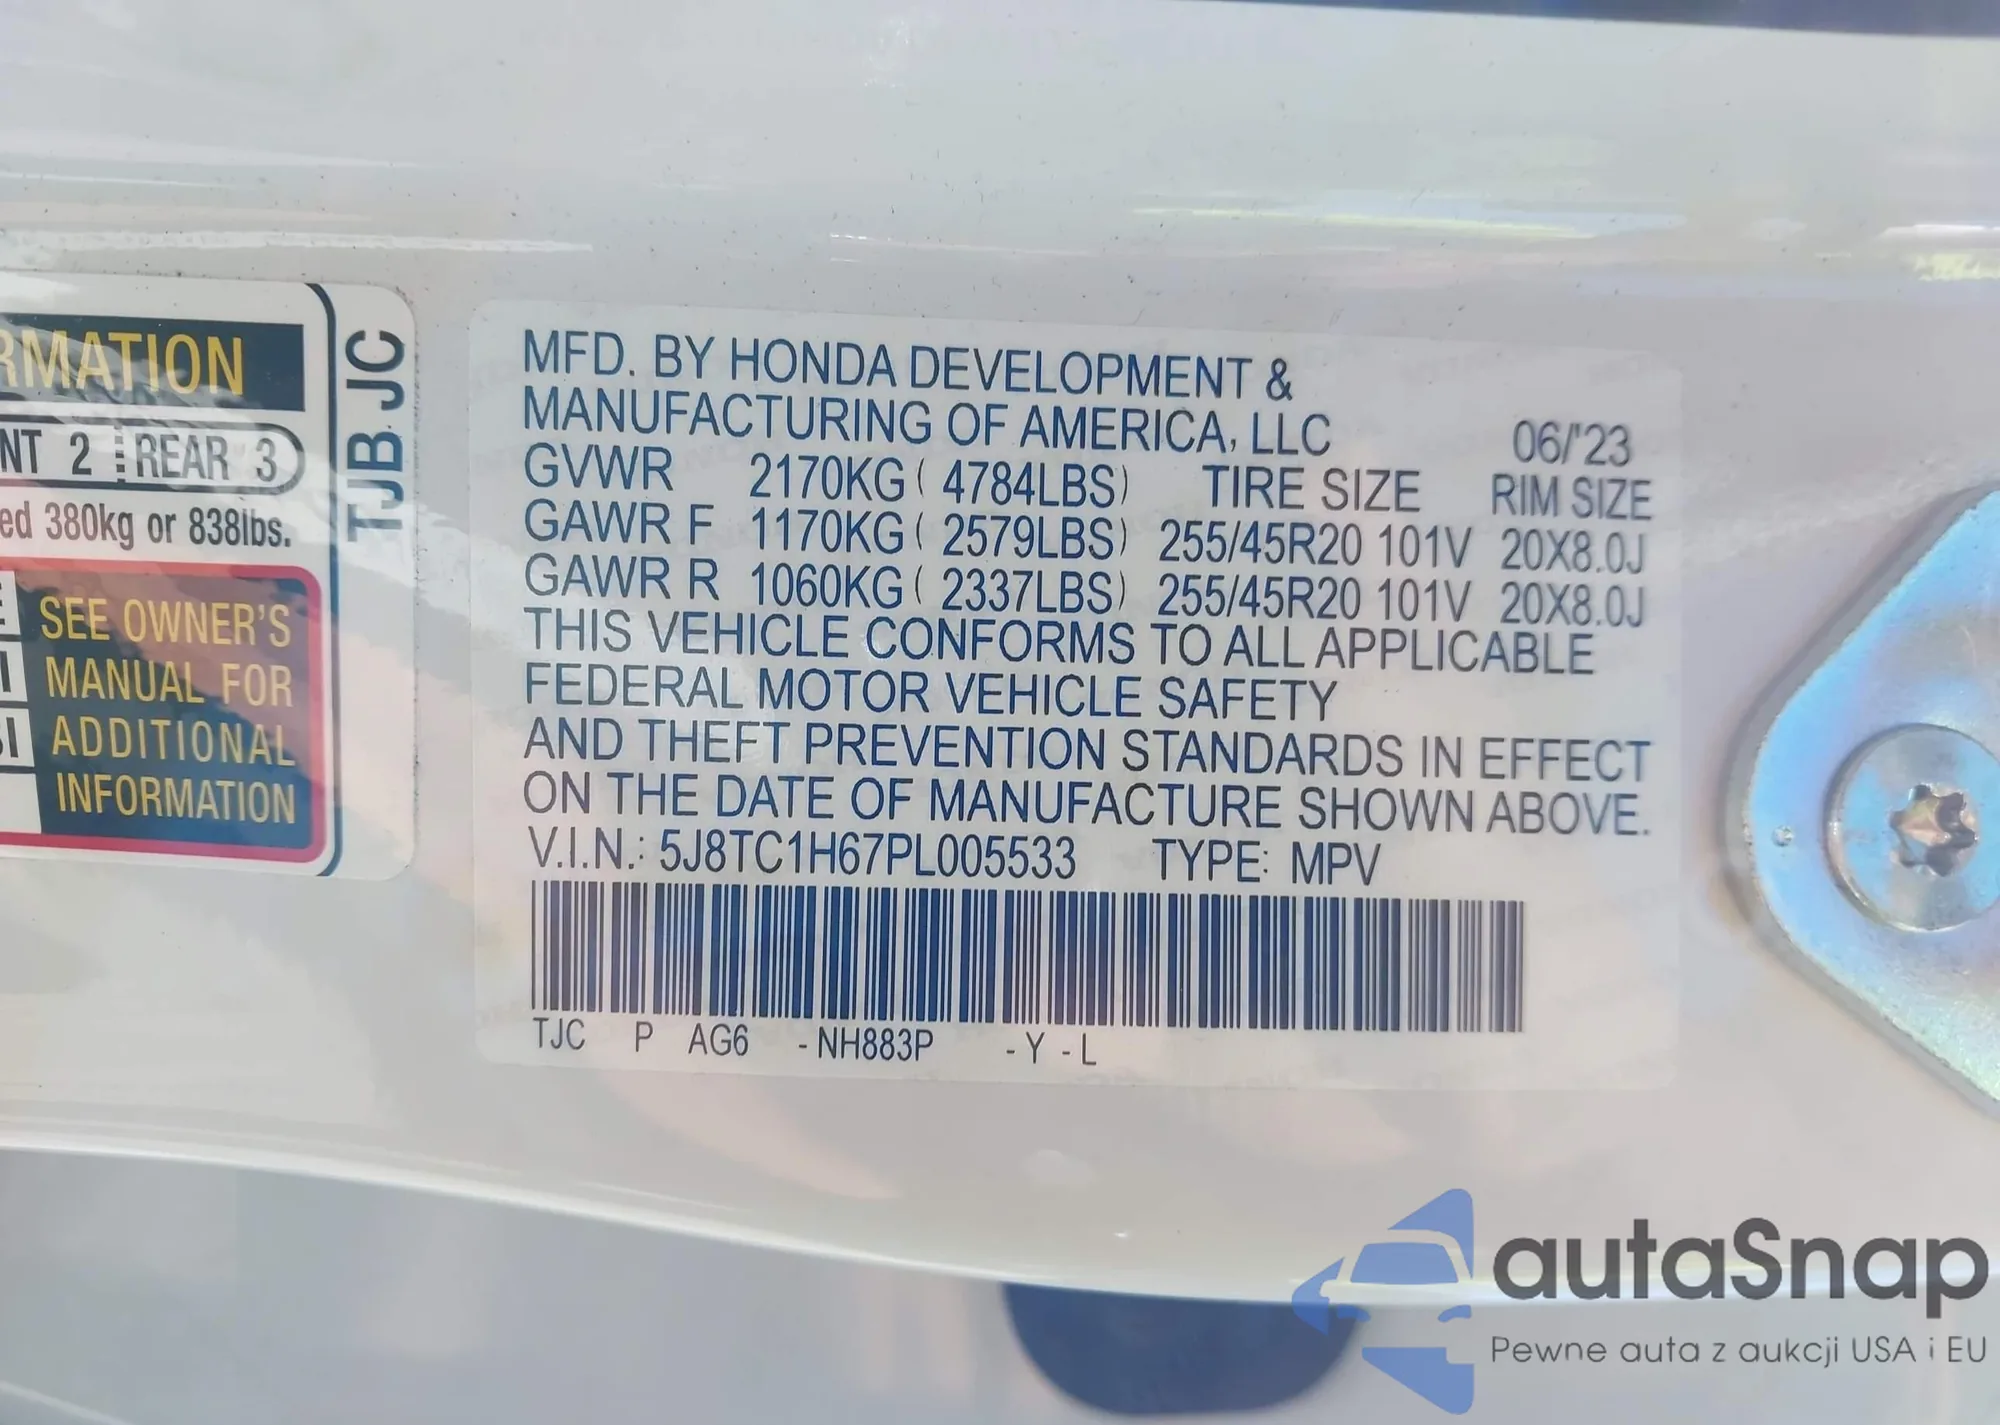 RMATION
NT 2 REAR 3
ed 380kg or 838lbs.
SEE OWNER'S
MANUAL FOR
ADDITIONAL
INFORMATION
TJB JC
MFD. BY HONDA DEVELOPMENT &
MANUFACTURING OF AMERICA, LLC 06/'23
GVWR 2170KG ( 4784LBS) TIRE SIZE RIM SIZE
GAWR F 1170KG ( 2579LBS) 255/45R20 101V 20X8.0J
GAWR R 1060KG ( 2337LBS) 255/45R20 101V 20X8.0J
THIS VEHICLE CONFORMS TO ALL APPLICABLE
FEDERAL MOTOR VEHICLE SAFETY
AND THEFT PREVENTION STANDARDS IN EFFECT
ON THE DATE OF MANUFACTURE SHOWN ABOVE.
V.I.N.: 5J8TC1H67PL005533 TYPE: MPV
TJC P AG6 -NH883P -Y -L
autaSnap
Pewne auta z aukcji USA i EU